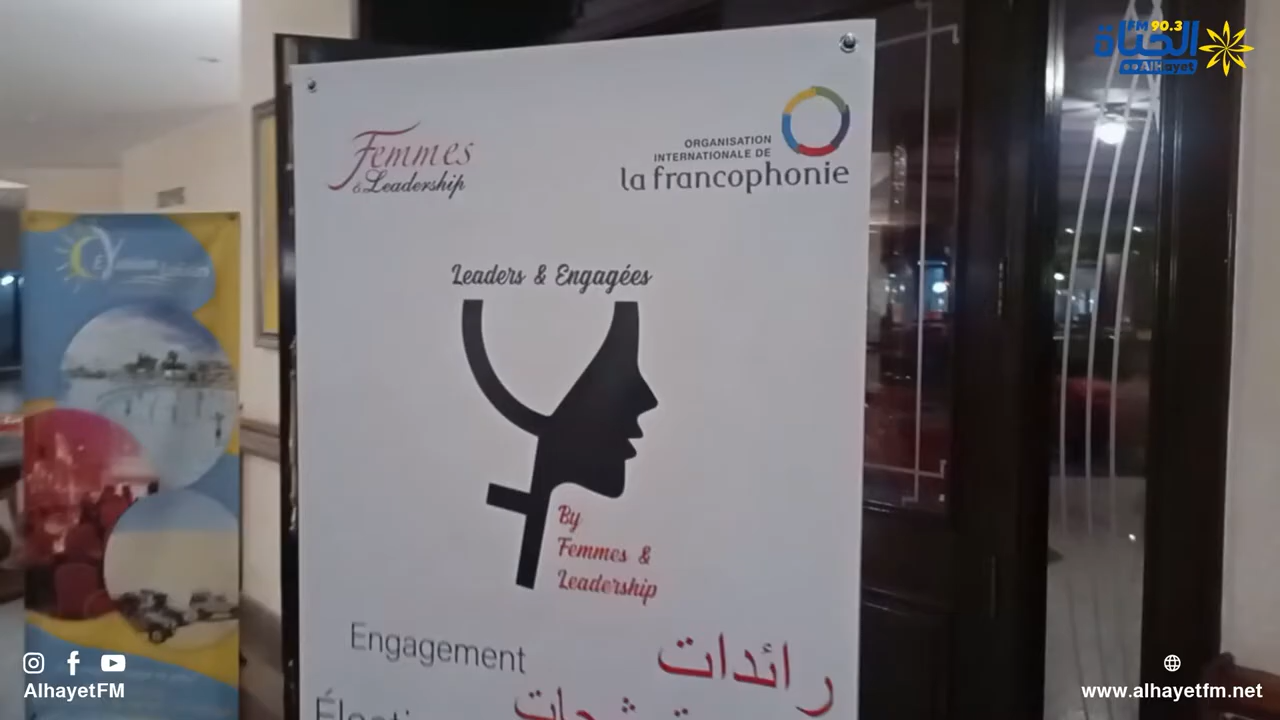 FM 90.3
الحياة
AlHayet
Femmes
& Leadership
ORGANISATION
INTERNATIONALE DE
la francophonie
Leaders & Engagées
By
Femmes &
Leadership
Engagement
رائدات
AlhayetFM
www.alhayetfm.net